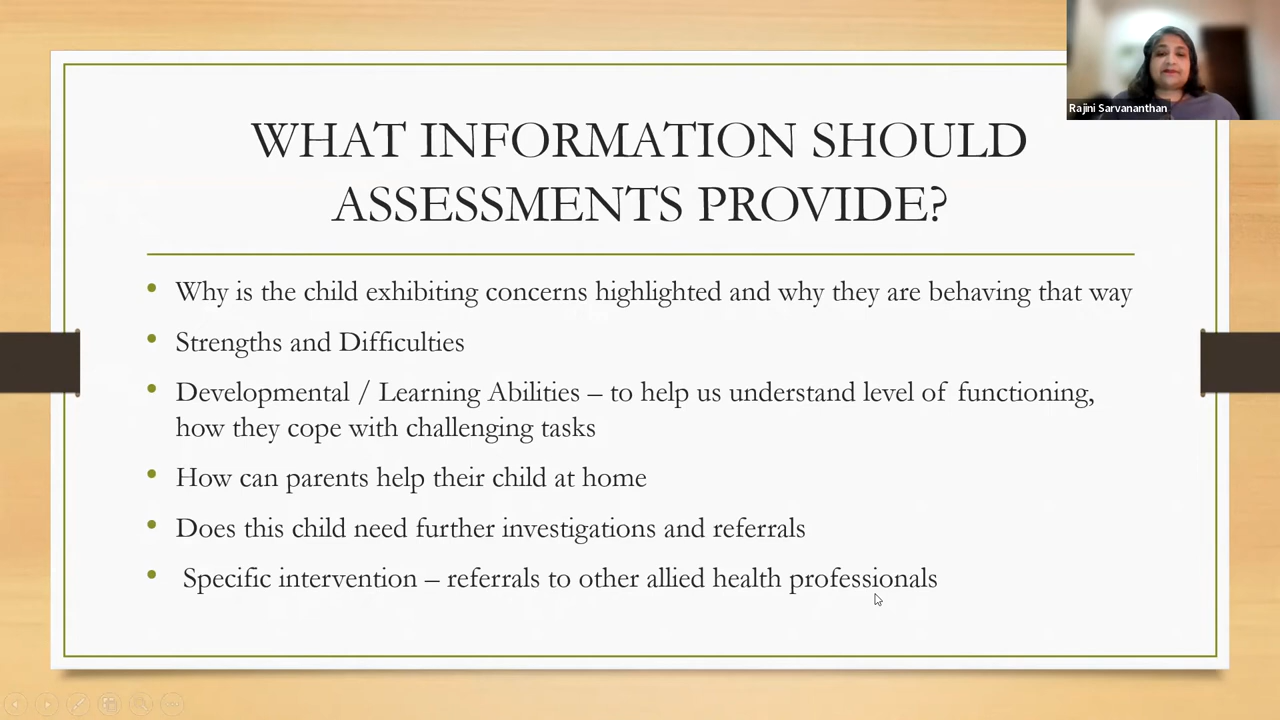 Rajini Sarvananthan
WHAT INFORMATION SHOULD
ASSESSMENTS PROVIDE?
• Why is the child exhibiting concerns highlighted and why they are behaving that way
• Strengths and Difficulties
• Developmental / Learning Abilities – to help us understand level of functioning,
how they cope with challenging tasks
• How can parents help their child at home
• Does this child need further investigations and referrals
• Specific intervention – referrals to other allied health professionals